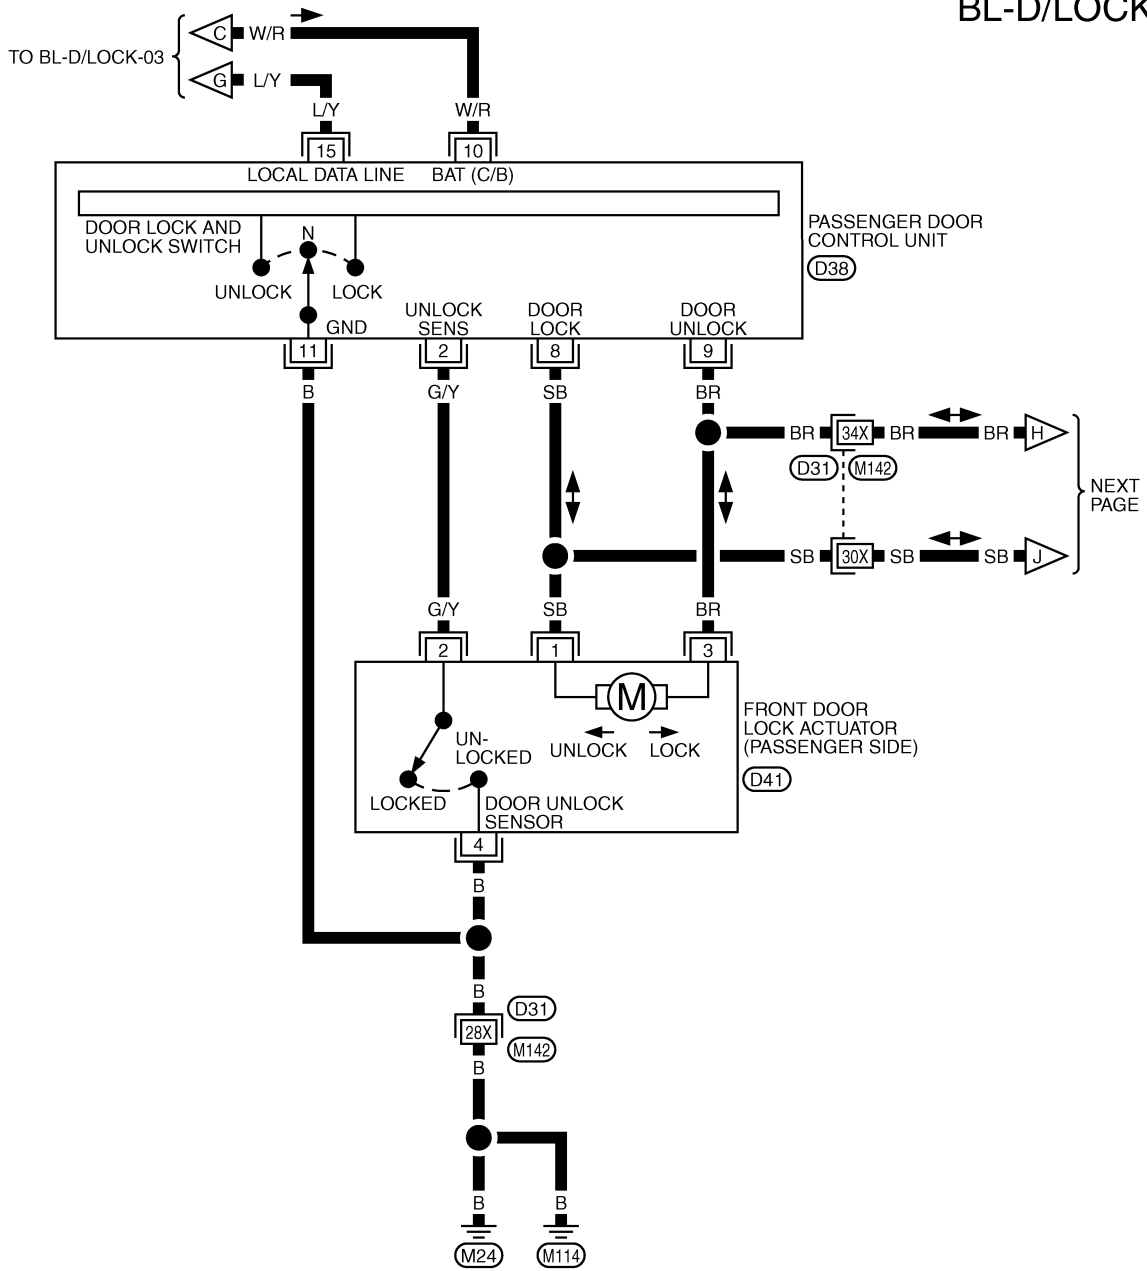 BL-D/LOCK
C W/R
TO BL-D/LOCK-03
G L/Y
L/Y W/R
15 10
LOCAL DATA LINE BAT (C/B)
DOOR LOCK AND
UNLOCK SWITCH
N
UNLOCK LOCK
PASSENGER DOOR
CONTROL UNIT
D38
GND
UNLOCK
SENS
DOOR
LOCK
DOOR
UNLOCK
11 2 8 9
B G/Y SB BR
BR 34X BR BR H
D31 M142
NEXT
PAGE
SB 30X SB SB J
G/Y SB BR
2 1 3
M
UNLOCK LOCK
FRONT DOOR
LOCK ACTUATOR
(PASSENGER SIDE)
D41
UN-
LOCKED
LOCKED
DOOR UNLOCK
SENSOR
4
B
B
D31
28X
M142
B
B B
M24 M114